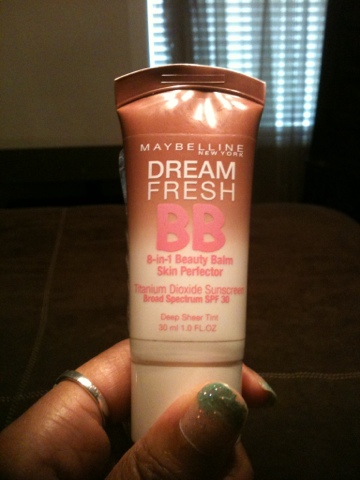 MAYBELLINE
NEW YORK
DREAM
FRESH
BB
8-in-1 Beauty Balm
Skin Perfector
Titanium Dioxide Sunscreen
Broad Spectrum SPF 30
Deep Sheer Tint
30 ml 1.0 FL.OZ